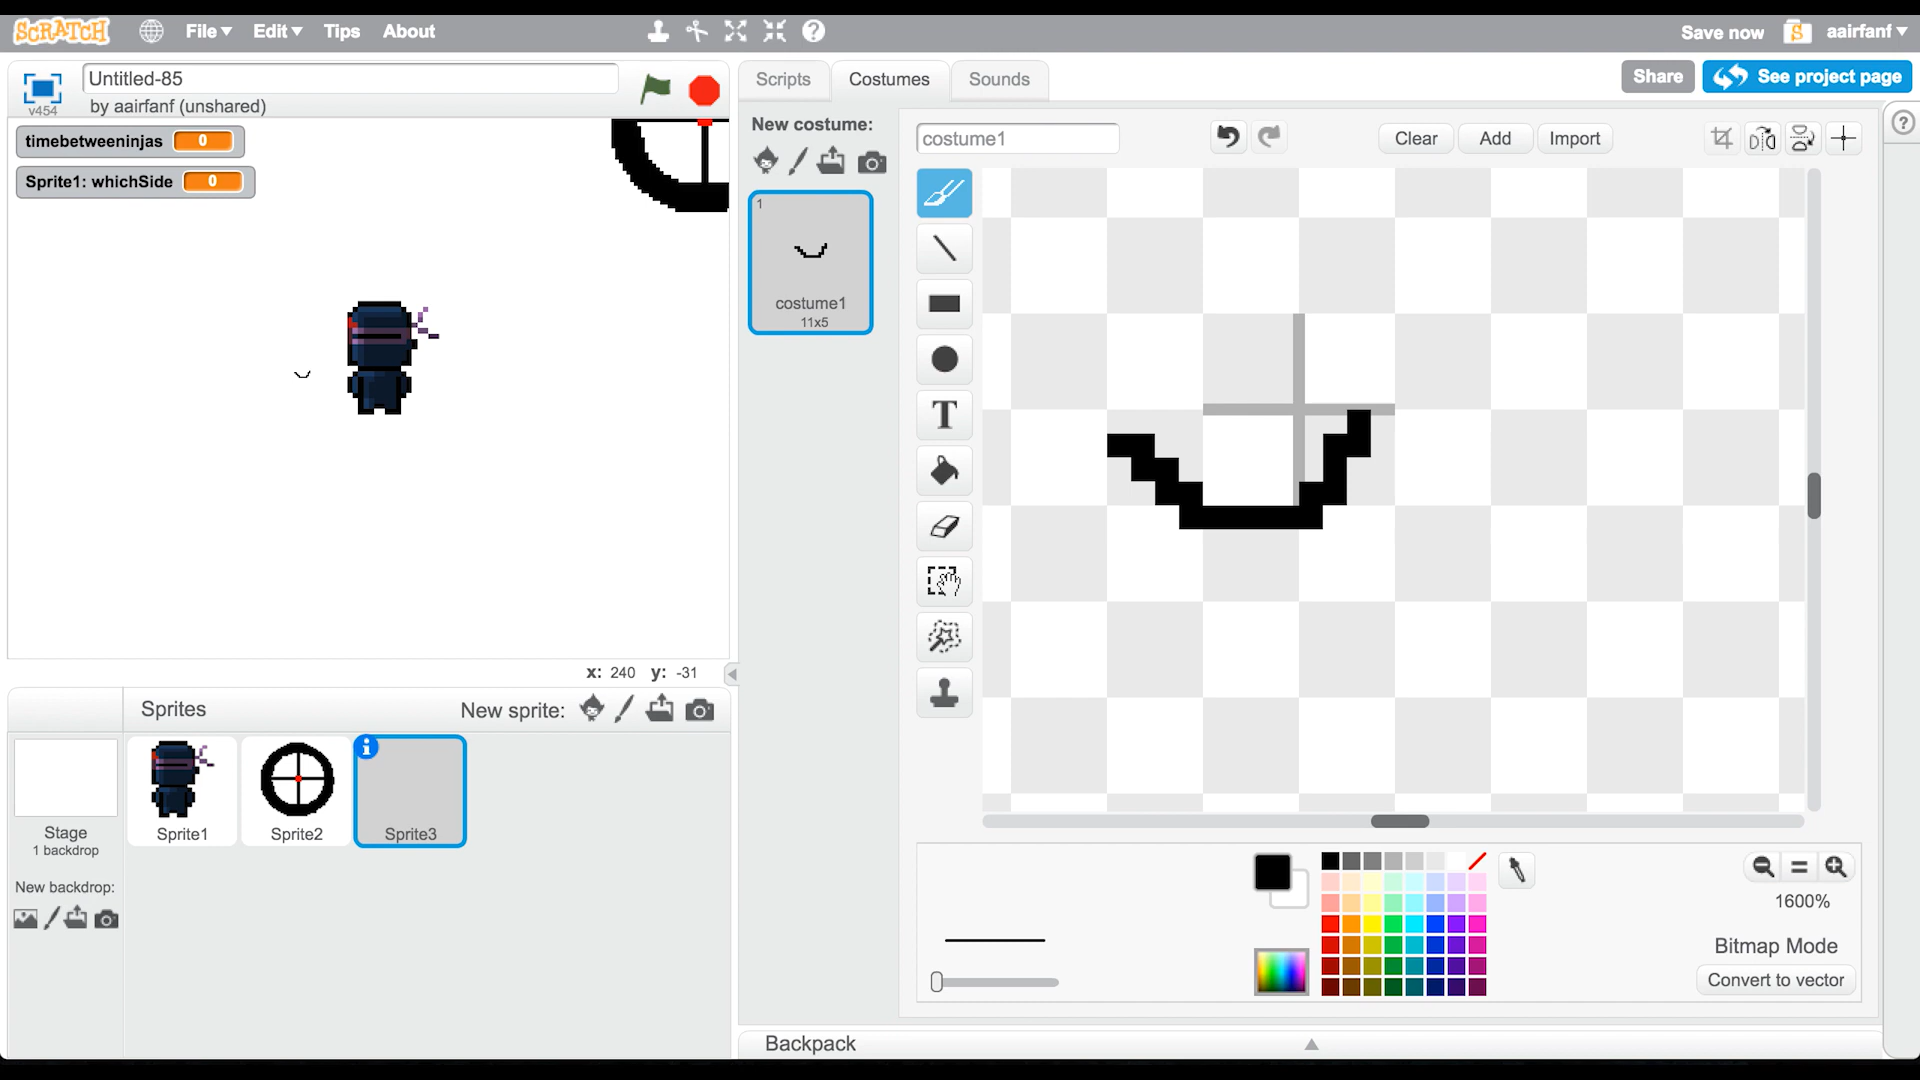 SCRATCH File Edit Tips About Save now S aairfanf
v454 Untitled-85
by aairfanf (unshared)
Scripts Costumes Sounds Share See project page
timebetweeninjas 0
Sprite1: whichSide 0
New costume:
1
costume1
11x5
costume1 Clear Add Import
T
x: 240 y: -31
Sprites New sprite:
Stage
1 backdrop
New backdrop:
Sprite1 Sprite2 Sprite3
1600%
Bitmap Mode
Convert to vector
Backpack